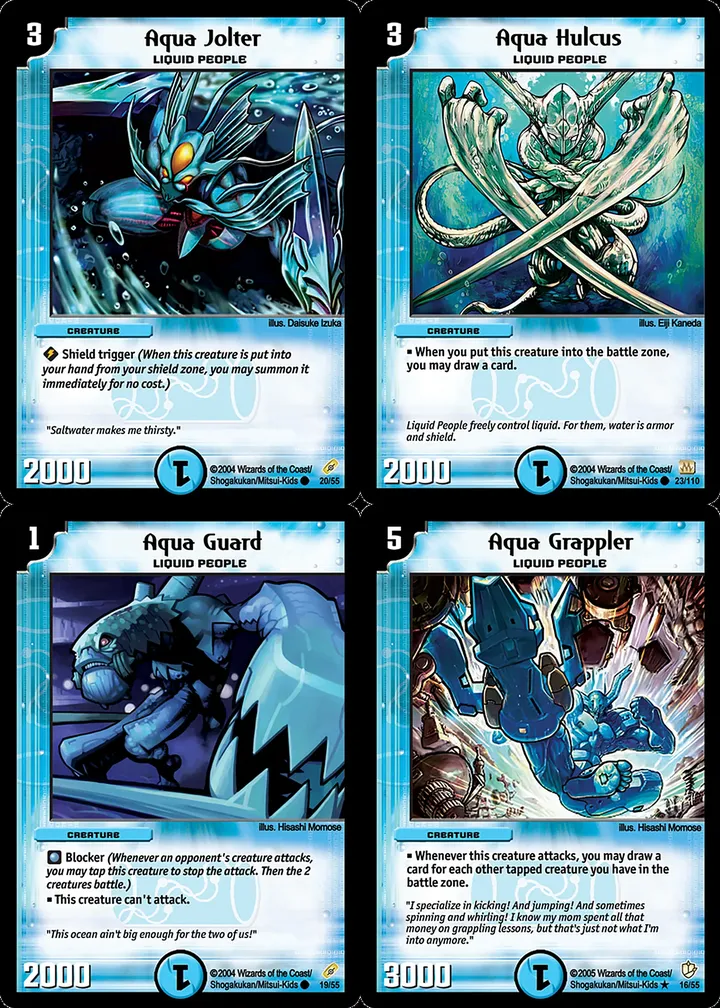 3
Aqua Jolter
LIQUID PEOPLE
illus. Daisuke Izuka
CREATURE
Shield trigger (When this creature is put into
your hand from your shield zone, you may summon it
immediately for no cost.)
"Saltwater makes me thirsty."
2000
©2004 Wizards of the Coast/
Shogakukan/Mitsui-Kids
20/55
3
Aqua Hulcus
LIQUID PEOPLE
illus. Eiji Kaneda
CREATURE
▪ When you put this creature into the battle zone,
you may draw a card.
Liquid People freely control liquid. For them, water is armor
and shield.
2000
©2004 Wizards of the Coast/
Shogakukan/Mitsui-Kids
23/110
1
Aqua Guard
LIQUID PEOPLE
illus. Hisashi Momose
CREATURE
Blocker (Whenever an opponent's creature attacks,
you may tap this creature to stop the attack. Then the 2
creatures battle.)
▪ This creature can't attack.
"This ocean ain't big enough for the two of us!"
2000
©2004 Wizards of the Coast/
Shogakukan/Mitsui-Kids
19/55
5
Aqua Grappler
LIQUID PEOPLE
illus. Hisashi Momose
CREATURE
▪ Whenever this creature attacks, you may draw a
card for each other tapped creature you have in the
battle zone.
"I specialize in kicking! And jumping! And sometimes
spinning and whirling! I know my mom spent all that
money on grappling lessons, but that's just not what I'm
into anymore."
3000
©2005 Wizards of the Coast/
Shogakukan/Mitsui-Kids ★
16/55